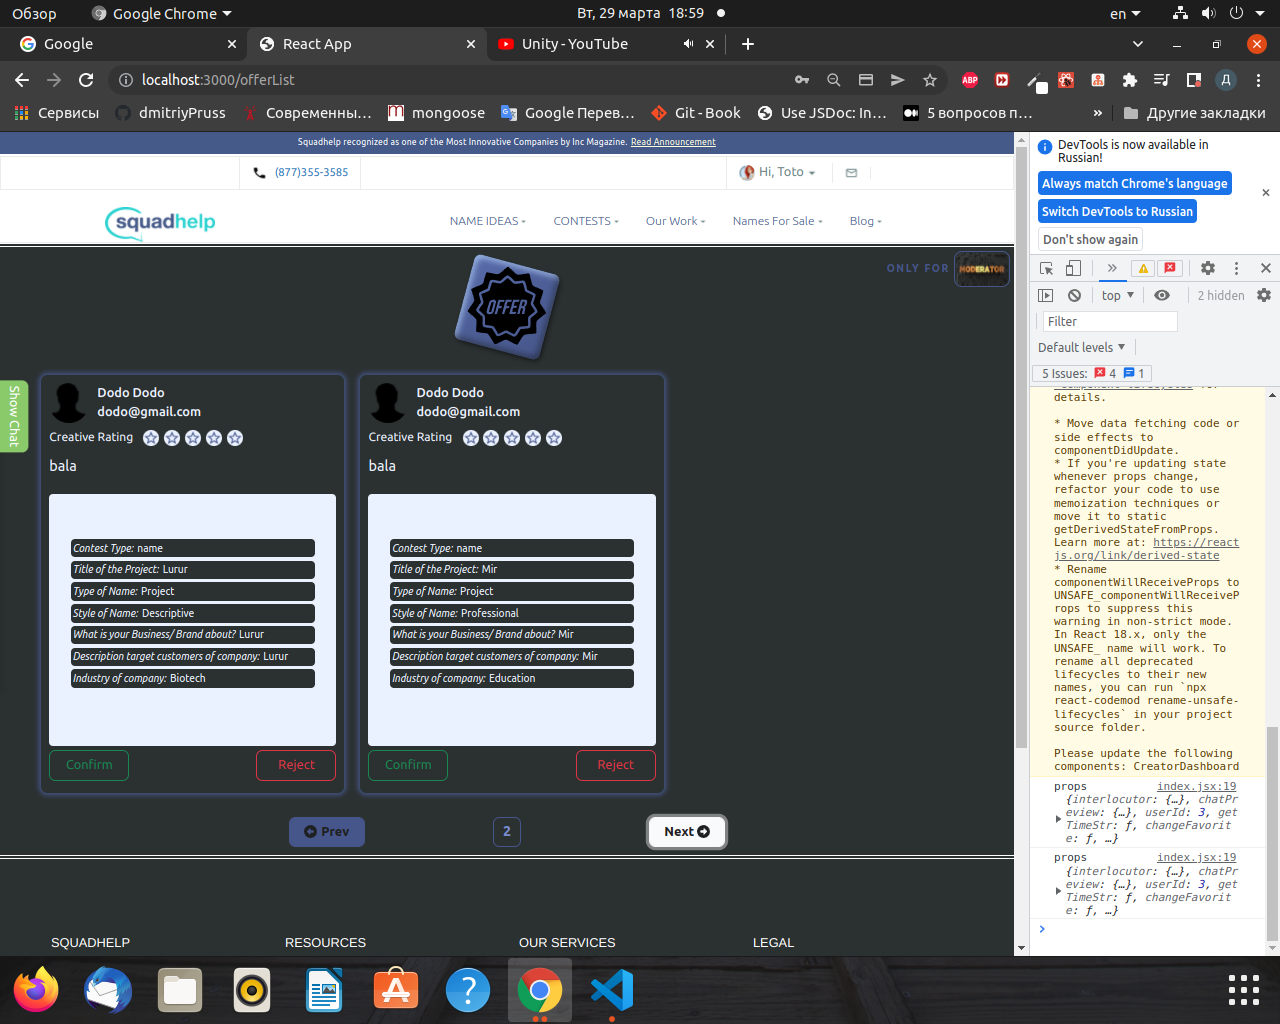 Обзор
Google Chrome
Вт, 29 марта 18:59
en
Google
React App
Unity - YouTube
localhost:3000/offerList
ABP
Д
Сервисы
dmitriyPruss
Современны...
mongoose
Google Перев...
Git - Book
Use JSDoc: In...
5 вопросов п...
»
Другие закладки
Squadhelp recognized as one of the Most Innovative Companies by Inc Magazine. Read Announcement
(877)355-3585
Hi, Toto
squadhelp
NAME IDEAS
CONTESTS
Our Work
Names For Sale
Blog
OFFER
ONLY FOR
MODERATOR
Show Chat
Dodo Dodo
dodo@gmail.com
Creative Rating
bala
Contest Type: name
Title of the Project: Lurur
Type of Name: Project
Style of Name: Descriptive
What is your Business/ Brand about? Lurur
Description target customers of company: Lurur
Industry of company: Biotech
Confirm
Reject
Dodo Dodo
dodo@gmail.com
Creative Rating
bala
Contest Type: name
Title of the Project: Mir
Type of Name: Project
Style of Name: Professional
What is your Business/ Brand about? Mir
Description target customers of company: Mir
Industry of company: Education
Confirm
Reject
Prev
2
Next
SQUADHELP
RESOURCES
OUR SERVICES
LEGAL
DevTools is now available in
Russian!
Always match Chrome's language
Switch DevTools to Russian
Don't show again
»
top
2 hidden
Filter
Default levels
5 Issues: 4 1
details.
* Move data fetching code or
side effects to
componentDidUpdate.
* If you're updating state
whenever props change,
refactor your code to use
memoization techniques or
move it to static
getDerivedStateFromProps.
Learn more at: https://react
js.org/link/derived-state
* Rename
componentWillReceiveProps to
UNSAFE_componentWillReceiveP
rops to suppress this
warning in non-strict mode.
In React 18.x, only the
UNSAFE_ name will work. To
rename all deprecated
lifecycles to their new
names, you can run `npx
react-codemod rename-unsafe-
lifecycles` in your project
source folder.
Please update the following
components: CreatorDashboard
props index.jsx:19
{interlocutor: {…}, chatPr
eview: {…}, userId: 3, get
TimeStr: ƒ, changeFavorit
e: ƒ, …}
props index.jsx:19
{interlocutor: {…}, chatPr
eview: {…}, userId: 3, get
TimeStr: ƒ, changeFavorit
e: ƒ, …}